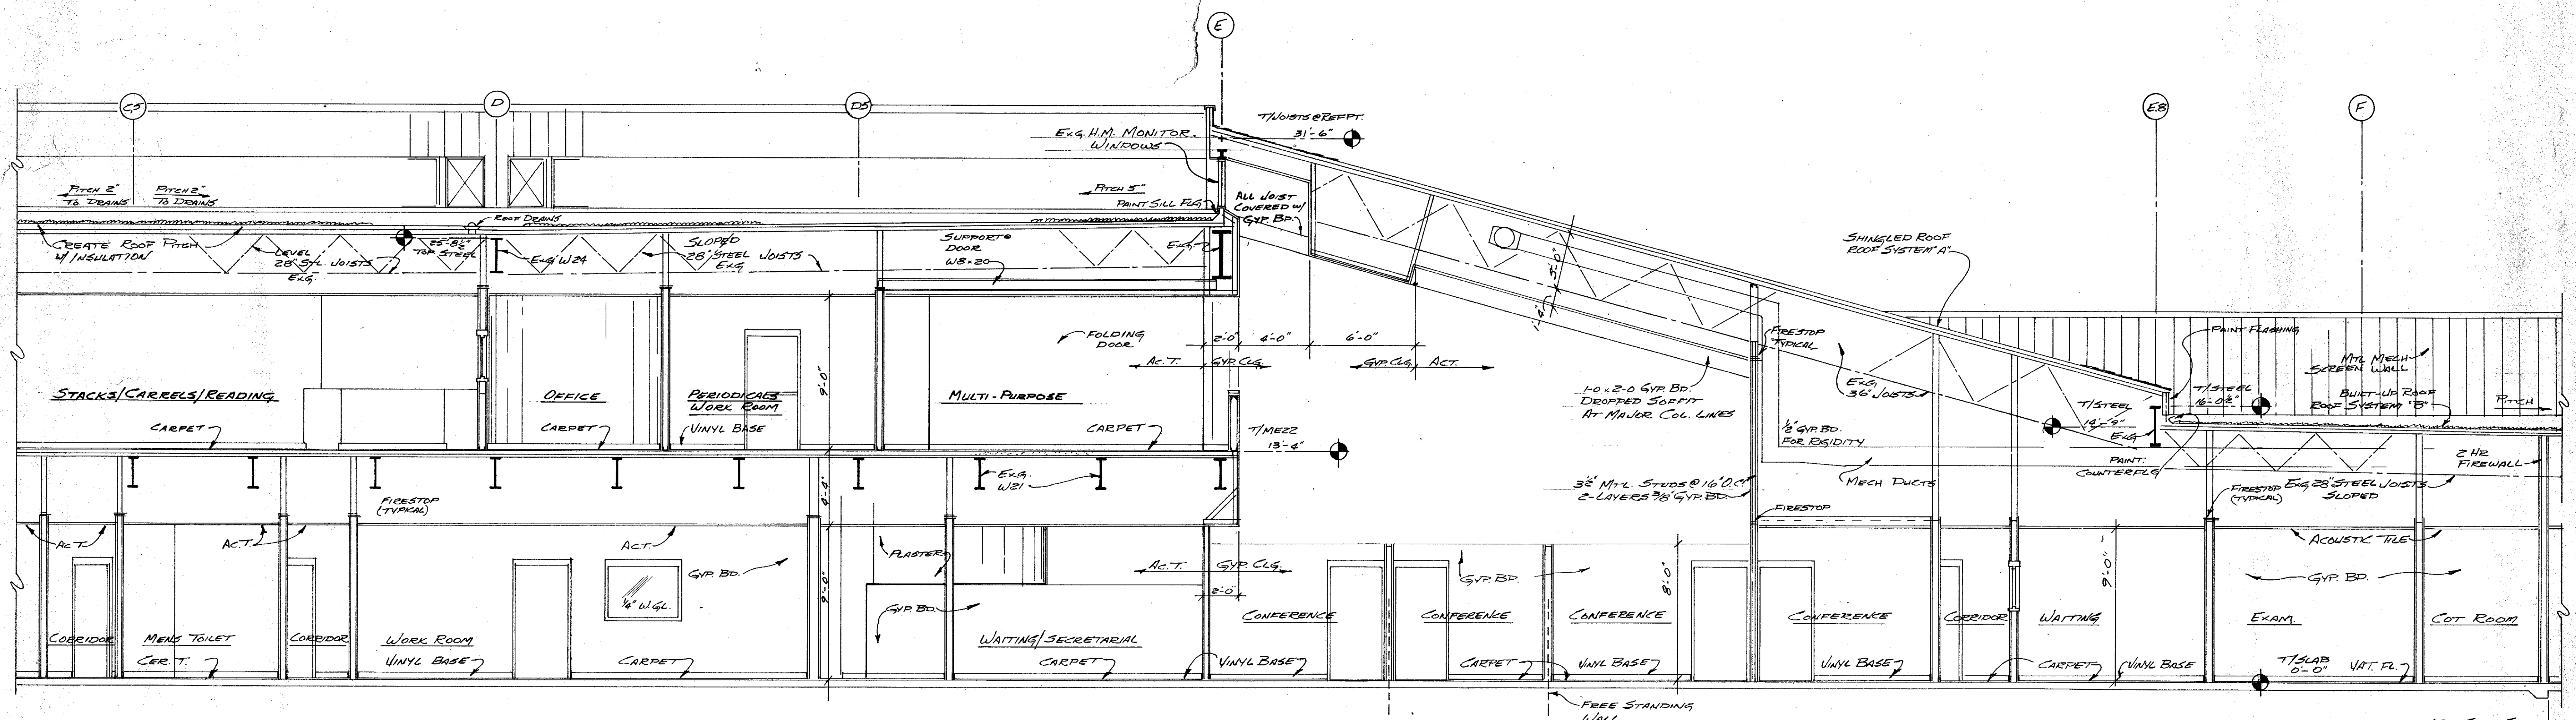 E
C.5
D
D5
E.8
F
T/JOISTS @ REF.PT.
31'-6"
EXG. H.M. MONITOR
WINDOWS
PITCH 2"
TO DRAINS
PITCH 2"
TO DRAINS
PITCH 5"
PAINT SILL FLG
ROOF DRAINS
ALL JOIST
COVERED W/
GYP. BD.
CREATE ROOF PITCH
W/ INSULATION
LEVEL
28" STL. JOISTS
EXG.
25'-8½"
TOP STEEL
EXG W24
SLOPED
28" STEEL JOISTS
EXG
SUPPORT @
DOOR
W8x20
EXG
SHINGLED ROOF
ROOF SYSTEM "A"
3'-0"
1'-4"
FOLDING
DOOR
2'-0"
4'-0"
6'-0"
AC.T.
GYP. CLG.
GYP. CLG.
ACT.
FIRESTOP
TYPICAL
EXG
36" JOISTS
PAINT FLASHING
MTL MECH
SCREEN WALL
BUILT-UP ROOF
ROOF SYSTEM "B"
PITCH
T/STEEL
16'-0½"
T/STEEL
14'-9"
EXG
1-0 x 2-0 GYP. BD.
DROPPED SOFFIT
AT MAJOR COL. LINES
½" GYP. BD.
FOR RIGIDITY
STACKS/CARRELS/READING
OFFICE
PERIODICALS
WORK ROOM
MULTI-PURPOSE
9'-0"
CARPET
CARPET
VINYL BASE
CARPET
T/MEZZ
13'-4"
PAINT
COUNTERFLG
2 HR
FIREWALL
MECH DUCTS
EXG.
W21
4'-4"
3½" MTL. STUDS @ 16" O.C.
2-LAYERS ⅜" GYP. BD.
FIRESTOP
FIRESTOP
(TYPICAL)
EXG 28" STEEL JOISTS
SLOPED
FIRESTOP
(TYPICAL)
ACT
AC.T.
AC.T.
PLASTER
AC.T.
GYP. CLG.
2'-0"
GYP. BD.
GYP. BD.
GYP. BD.
ACOUSTIC TILE
GYP. BD.
¼" W.GL.
9'-0"
8'-0"
9'-0"
CORRIDOR
MENS TOILET
CORRIDOR
WORK ROOM
WAITING/SECRETARIAL
CONFERENCE
CONFERENCE
CONFERENCE
CONFERENCE
CORRIDOR
WAITING
EXAM.
COT ROOM
CER. T.
VINYL BASE
CARPET
CARPET
VINYL BASE
CARPET
VINYL BASE
VINYL BASE
CARPET
VINYL BASE
T/SLAB
0'-0"
VAT. FL.
FREE STANDING
WALL